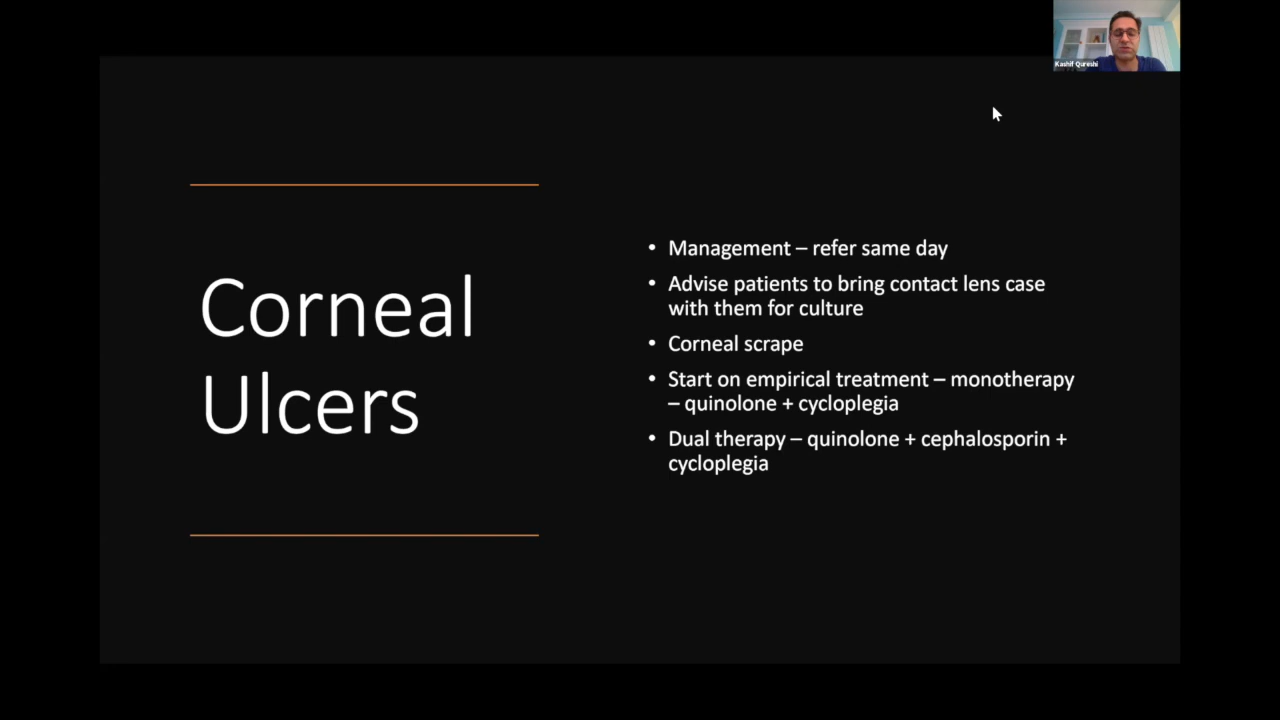 Kashif Qureshi
Corneal
Ulcers
• Management – refer same day
• Advise patients to bring contact lens case
with them for culture
• Corneal scrape
• Start on empirical treatment – monotherapy
– quinolone + cycloplegia
• Dual therapy – quinolone + cephalosporin +
cycloplegia